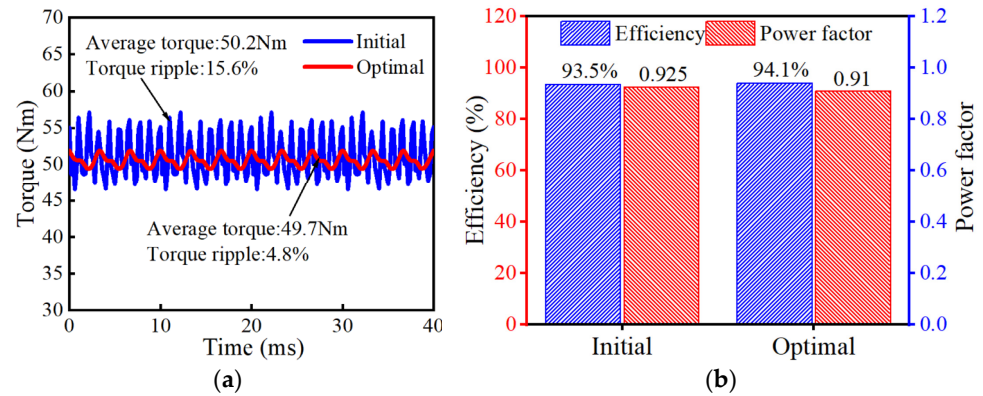 70
65
60
55
50
45
40
35
30
Torque (Nm)
Average torque:50.2Nm
Torque ripple:15.6%
Initial
Optimal
Average torque:49.7Nm
Torque ripple:4.8%
0 10 20 30 40
Time (ms)
(a)
120
100
80
60
40
20
0
Efficiency (%)
Efficiency Power factor
93.5% 0.925 94.1% 0.91
Initial Optimal
1.2
1.0
0.8
0.6
0.4
0.2
0.0
Power factor
(b)